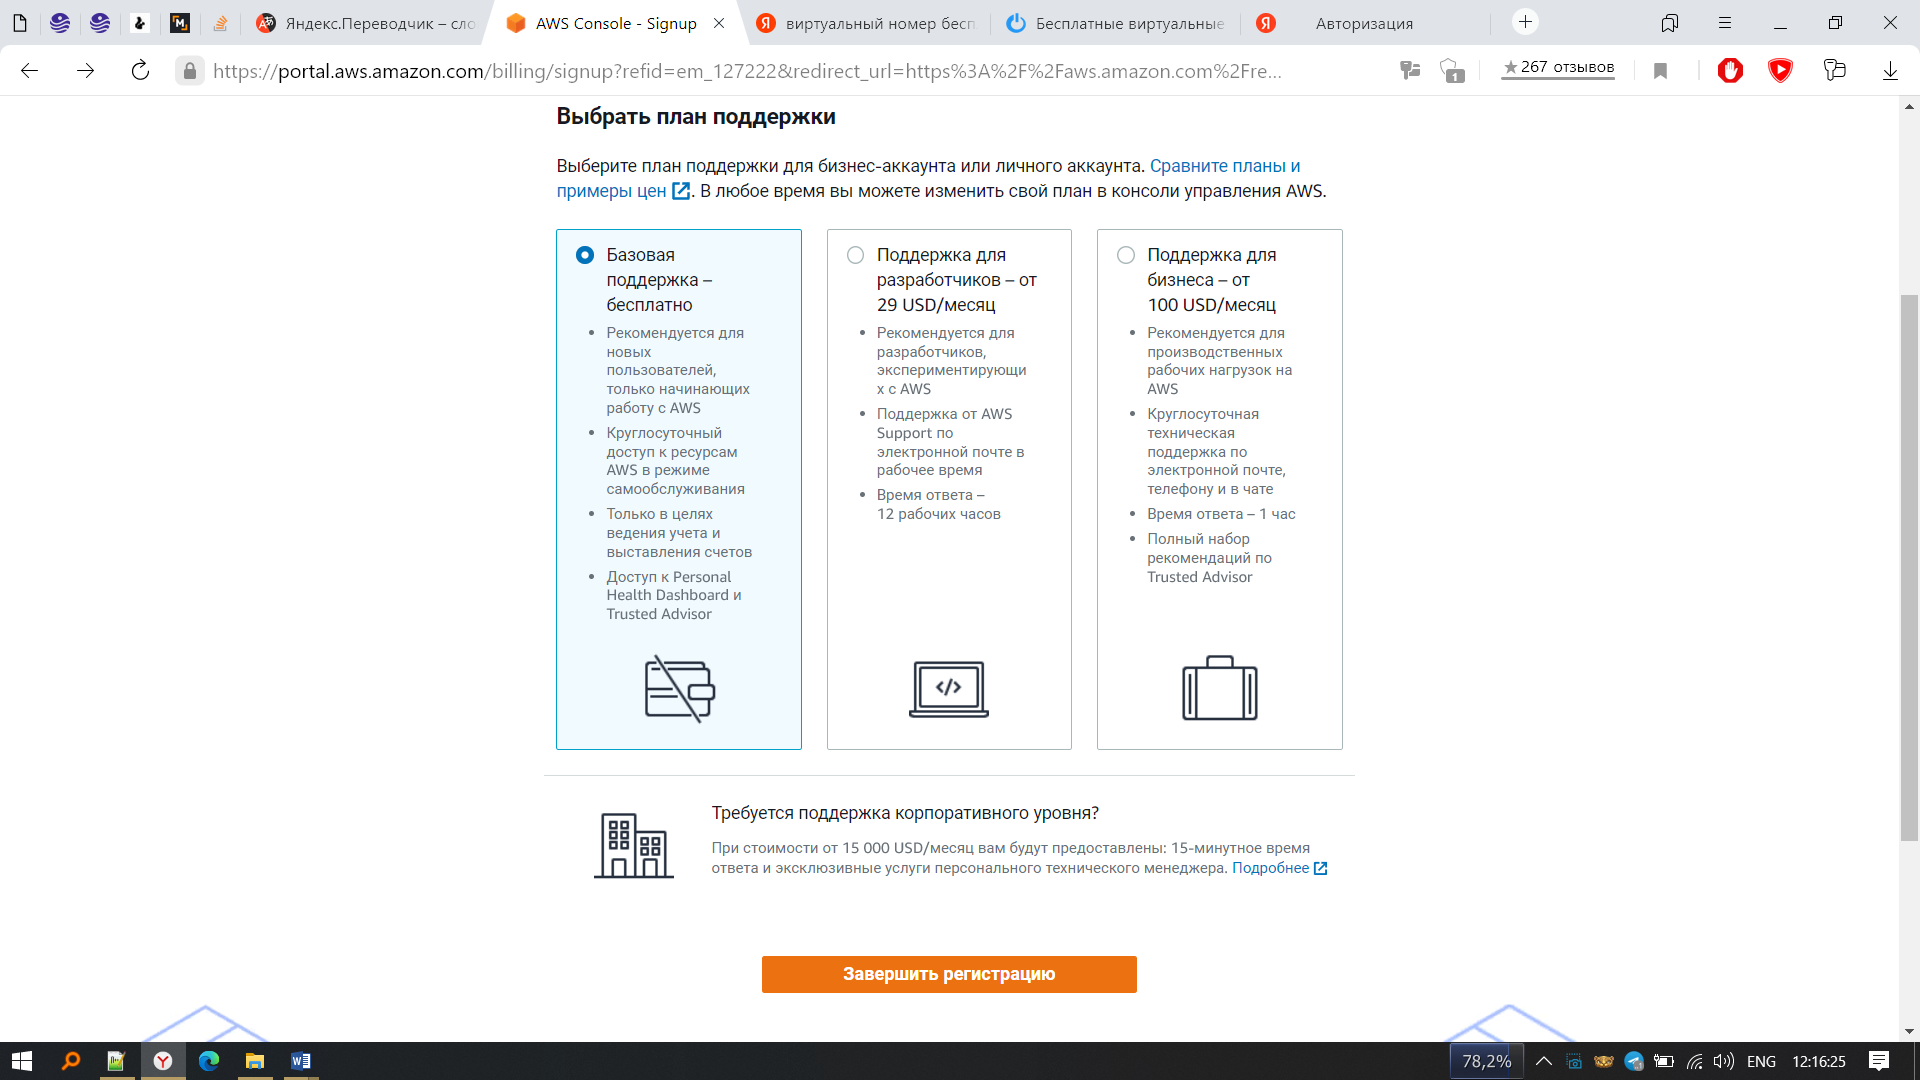 Яндекс.Переводчик – сло
AWS Console - Signup
виртуальный номер бесп
Бесплатные виртуальные
Авторизация
https://portal.aws.amazon.com/billing/signup?refid=em_127222&redirect_url=https%3A%2F%2Faws.amazon.com%2Fre...
1
267 отзывов
Выбрать план поддержки
Выберите план поддержки для бизнес-аккаунта или личного аккаунта. Сравните планы и
примеры цен . В любое время вы можете изменить свой план в консоли управления AWS.
Базовая
поддержка –
бесплатно
Рекомендуется для
новых
пользователей,
только начинающих
работу с AWS
Круглосуточный
доступ к ресурсам
AWS в режиме
самообслуживания
Только в целях
ведения учета и
выставления счетов
Доступ к Personal
Health Dashboard и
Trusted Advisor
Поддержка для
разработчиков – от
29 USD/месяц
Рекомендуется для
разработчиков,
экспериментирующи
х с AWS
Поддержка от AWS
Support по
электронной почте в
рабочее время
Время ответа –
12 рабочих часов
</>
Поддержка для
бизнеса – от
100 USD/месяц
Рекомендуется для
производственных
рабочих нагрузок на
AWS
Круглосуточная
техническая
поддержка по
электронной почте,
телефону и в чате
Время ответа – 1 час
Полный набор
рекомендаций по
Trusted Advisor
Требуется поддержка корпоративного уровня?
При стоимости от 15 000 USD/месяц вам будут предоставлены: 15-минутное время
ответа и эксклюзивные услуги персонального технического менеджера. Подробнее
Завершить регистрацию
78,2%
ENG
12:16:25